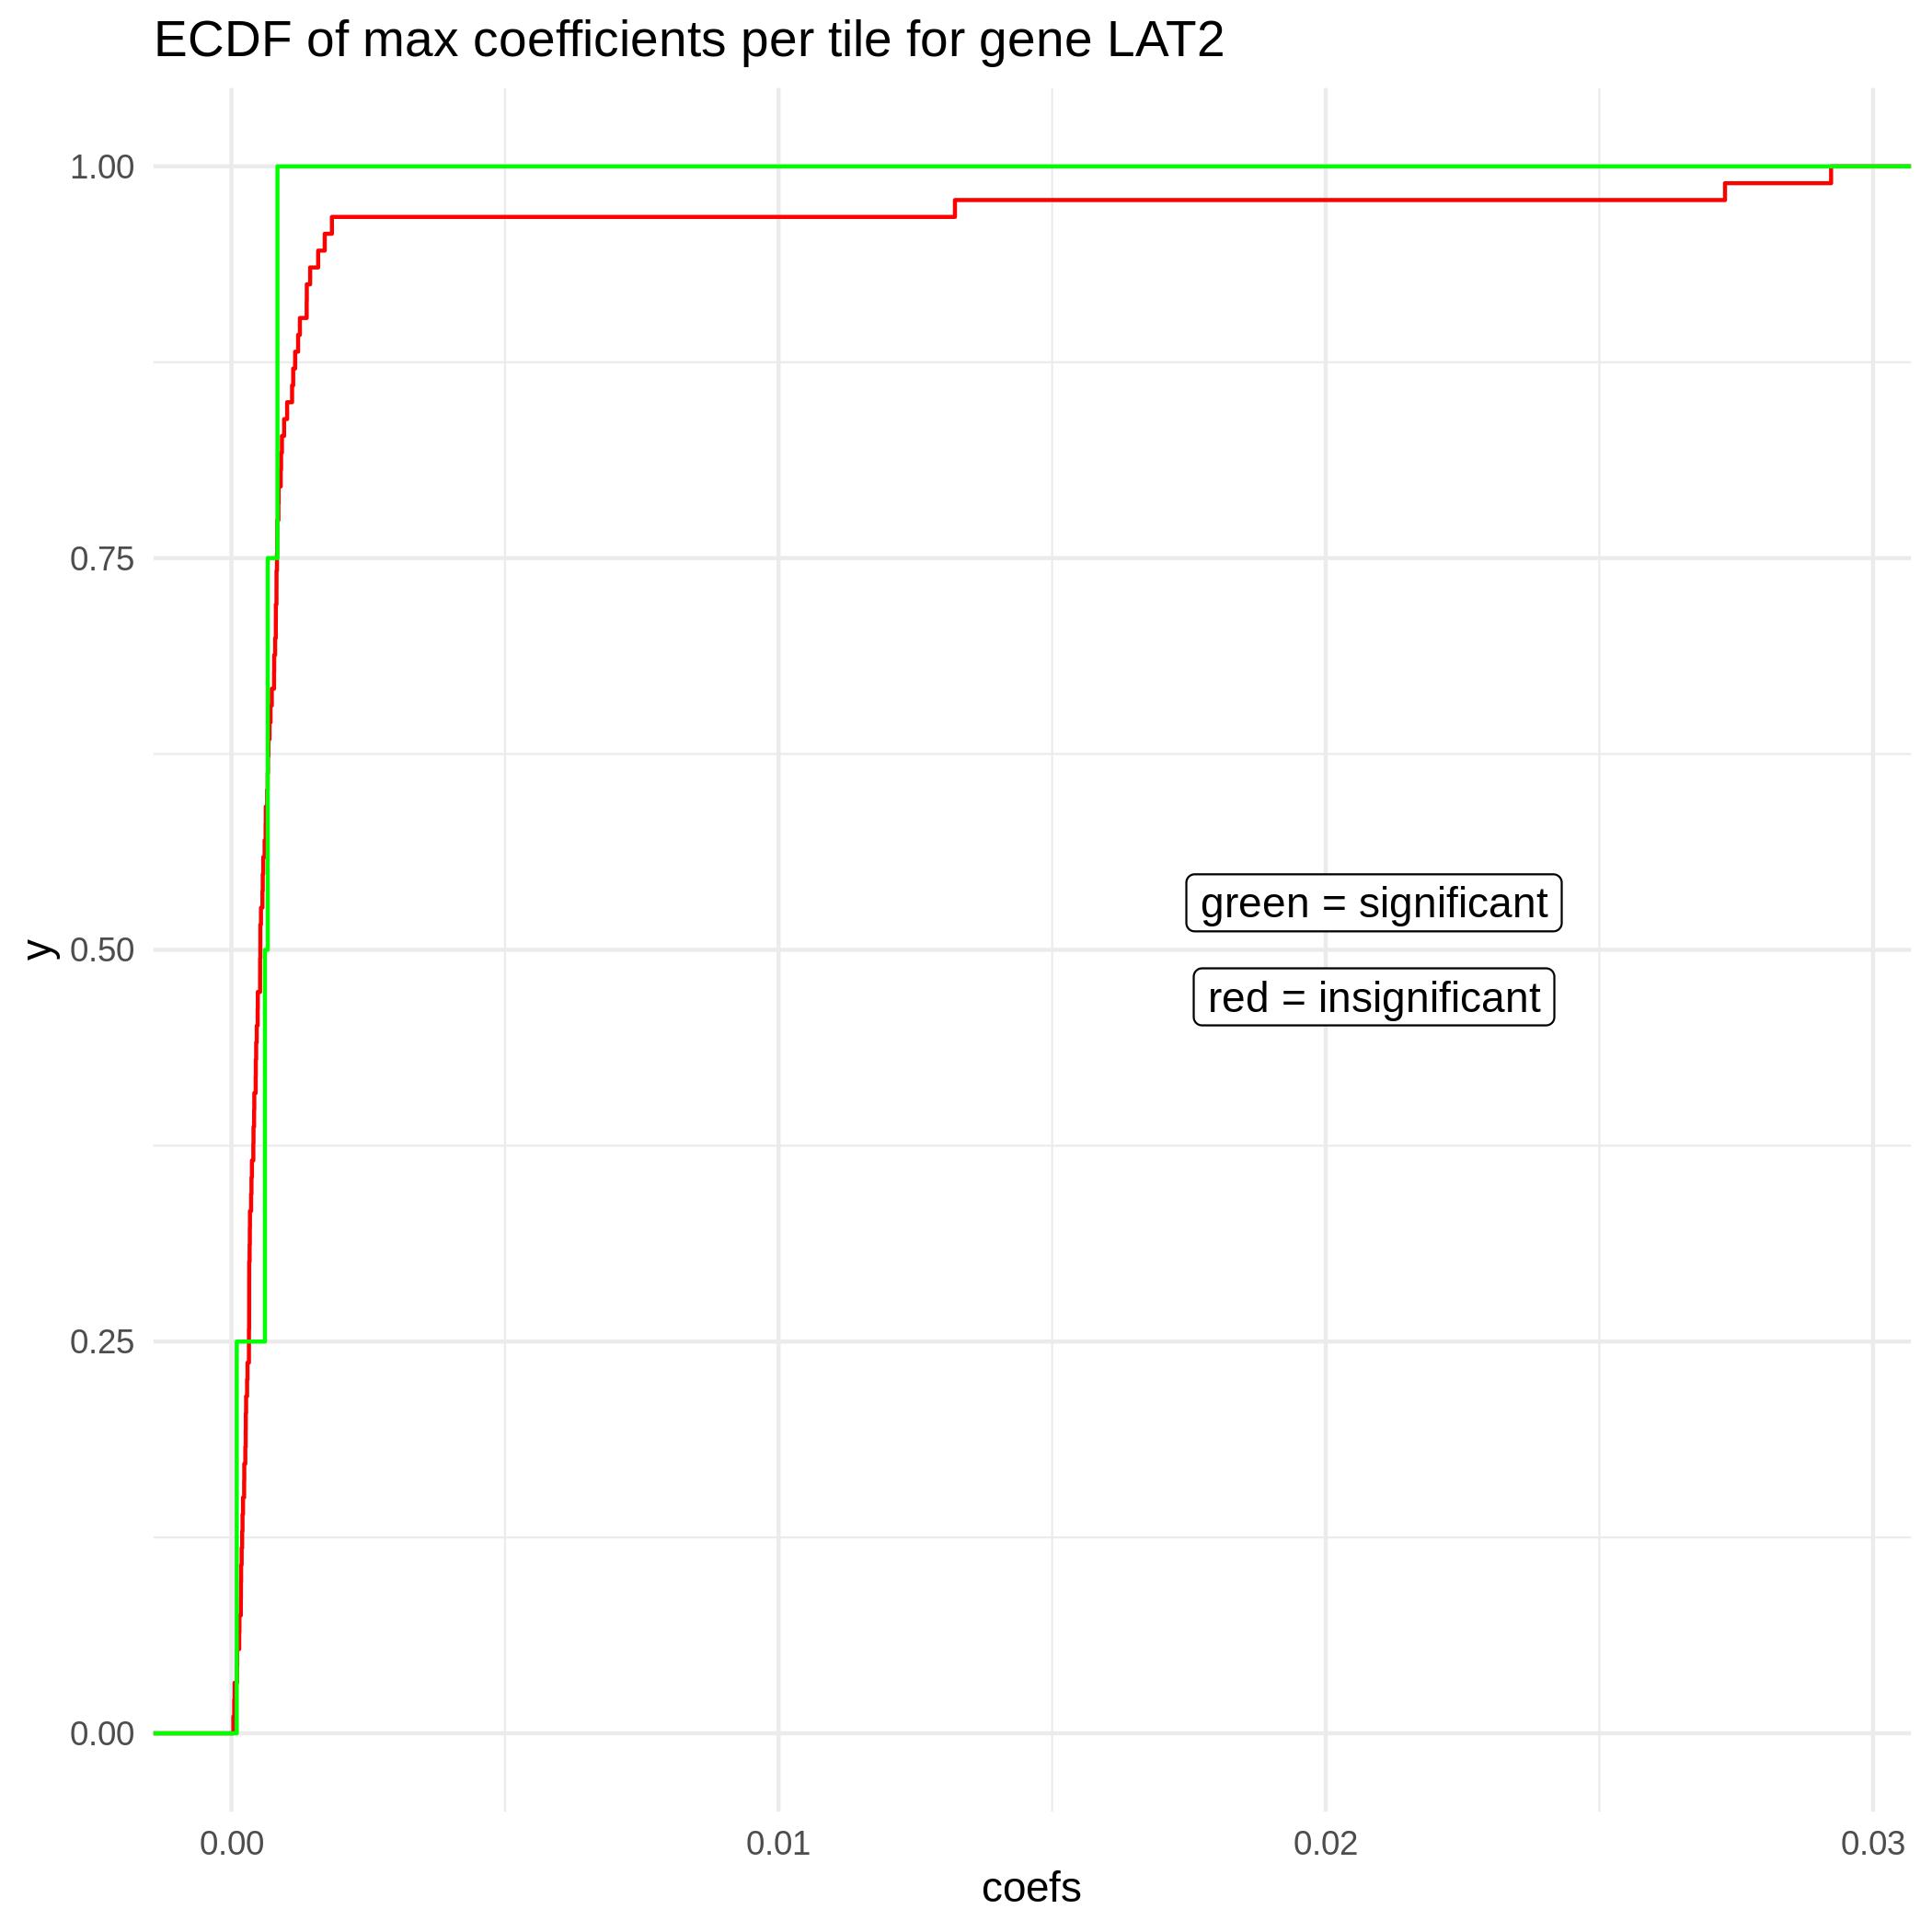 ECDF of max coefficients per tile for gene LAT2
1.00
0.75
0.50
0.25
0.00
y
green = significant
red = insignificant
0.00
0.01
0.02
0.03
coefs